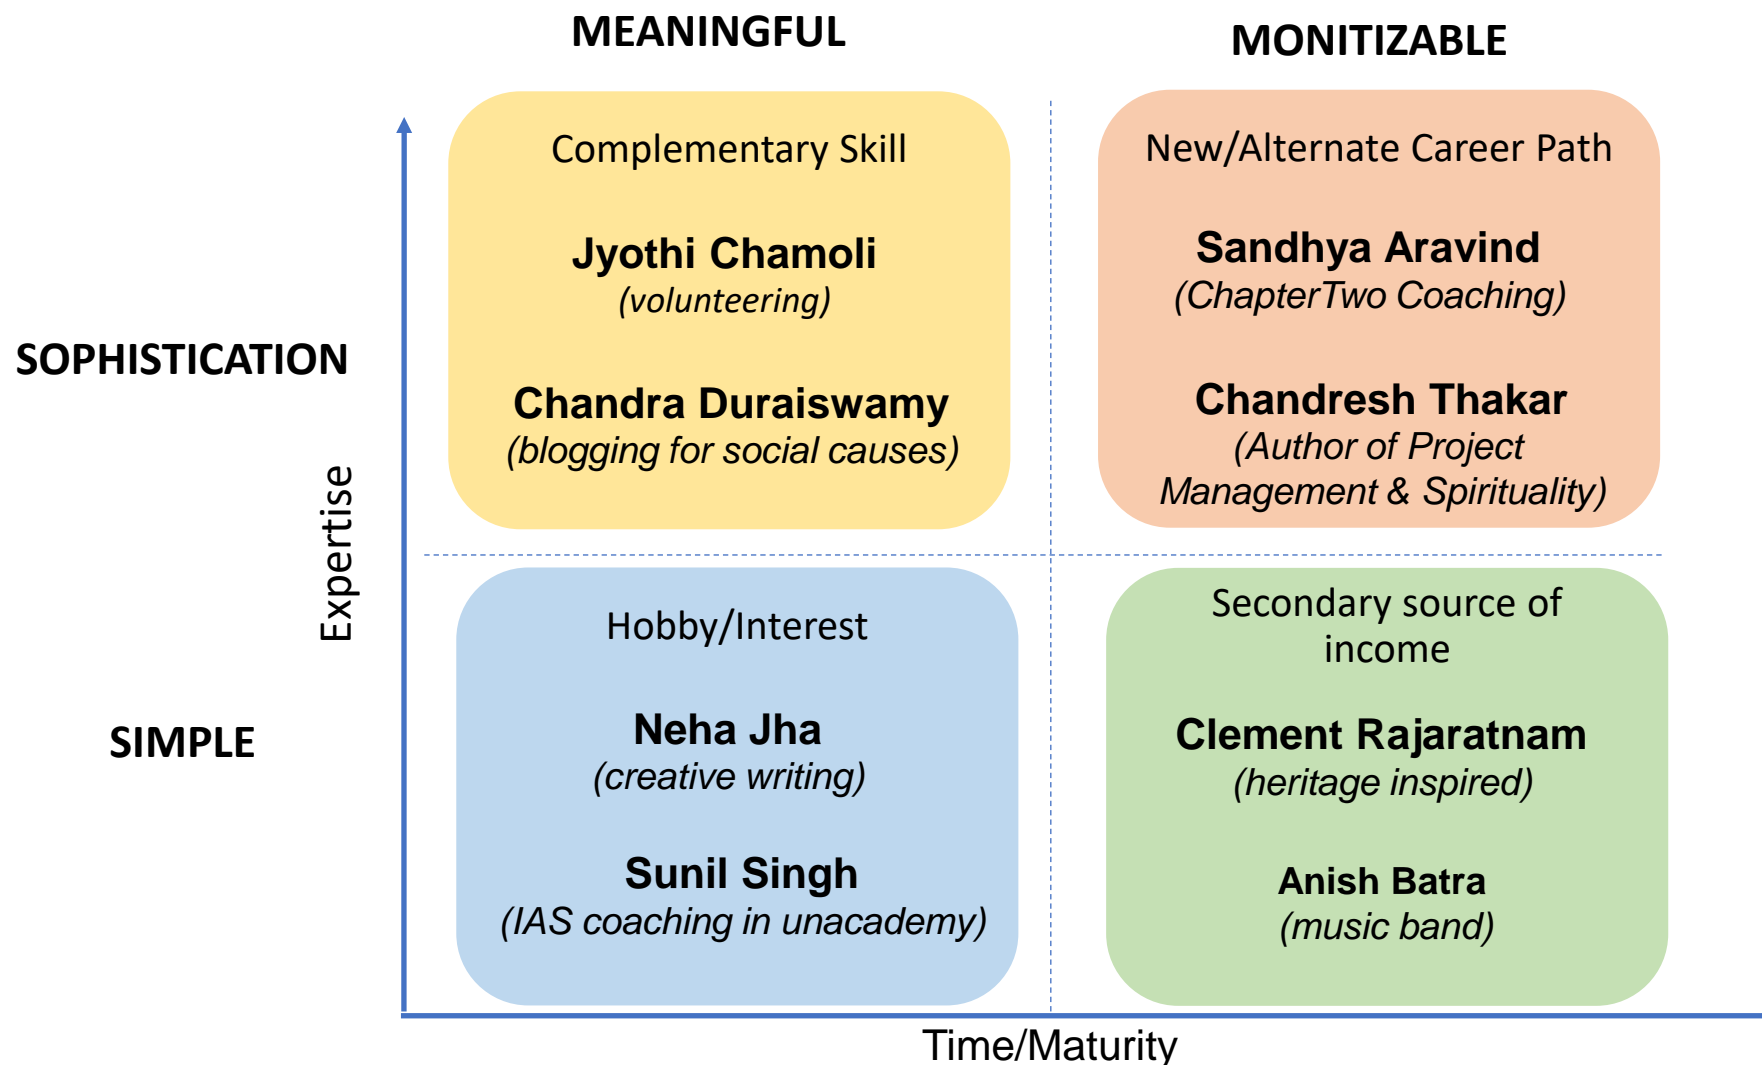 MEANINGFUL
MONITIZABLE
Complementary Skill
Jyothi Chamoli
(volunteering)
Chandra Duraiswamy
(blogging for social causes)
New/Alternate Career Path
Sandhya Aravind
(ChapterTwo Coaching)
Chandresh Thakar
(Author of Project
Management & Spirituality)
SOPHISTICATION
Expertise
SIMPLE
Hobby/Interest
Neha Jha
(creative writing)
Sunil Singh
(IAS coaching in unacademy)
Secondary source of
income
Clement Rajaratnam
(heritage inspired)
Anish Batra
(music band)
Time/Maturity